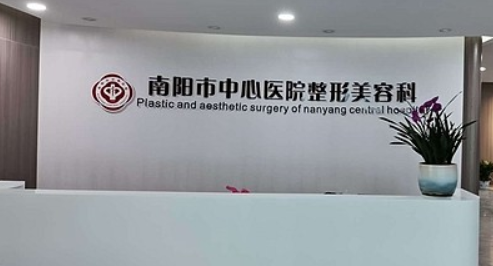 南阳市中心医院整形美容科
Plastic and aesthetic surgery of nanyang central hospital